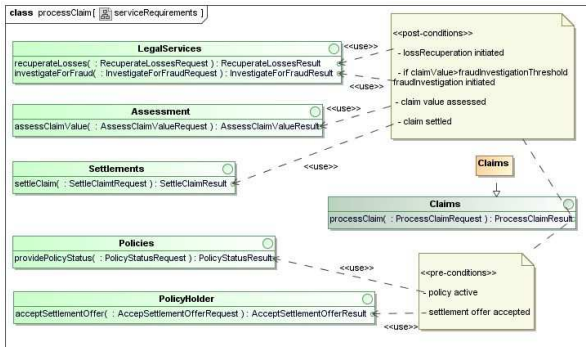 class processClaim[ serviceRequirements ]
<<post-conditions>>
LegalServices
<<use>>
- lossRecuperation initiated
recuperateLosses( : RecuperateLossesRequest ) : RecuperateLossesResult
investigateForFraud( : InvestigateForFraudRequest ) : InvestigateForFraudResult
- if claimValue>fraudInvestigationThreshold
fraudInvestigation initiated
<<use>>
Assessment
- claim value assessed
assessClaimValue( : AssessClaimValueRequest ) : AssessClaimValueResult
<<use>>
- claim settled
Settlements
<<use>>
settleClaim( : SettleClaimtRequest ) : SettleClaimResult
Claims
Claims
processClaim( : ProcessClaimRequest ) : ProcessClaimResult
Policies
providePolicyStatus( : PolicyStatusRequest ) : PolicyStatusResult
<<use>>
<<pre-conditions>>
- policy active
PolicyHolder
- settlement offer accepted
acceptSettlementOffer( : AccepSettlementOfferRequest ) : AcceptSettlementOfferResult
<<use>>